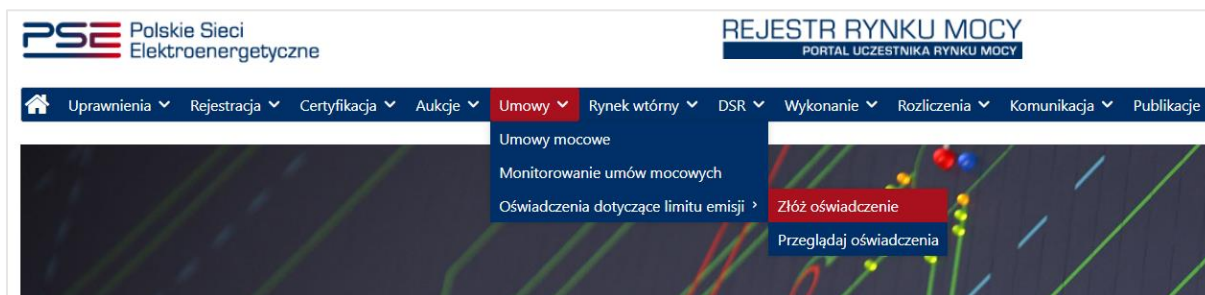 PSE Polskie Sieci Elektroenergetyczne
REJESTR RYNKU MOCY
PORTAL UCZESTNIKA RYNKU MOCY
Uprawnienia Rejestracja Certyfikacja Aukcje Umowy Rynek wtórny DSR Wykonanie Rozliczenia Komunikacja Publikacje
Umowy mocowe
Monitorowanie umów mocowych
Oświadczenia dotyczące limitu emisji
Złóż oświadczenie
Przeglądaj oświadczenia